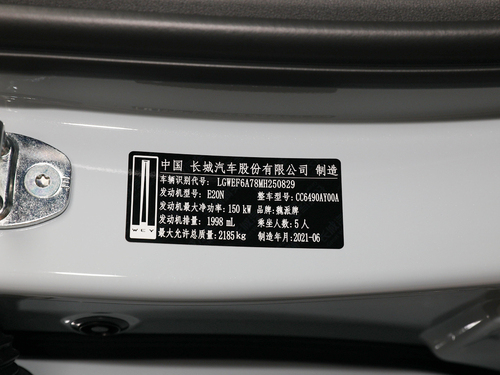 中国 长城汽车股份有限公司 制造
车辆识别代号: LGWEF6A78MH250829
发动机型号: E20N 整车型号: CC6490AY00A
发动机最大净功率: 150 kW 品牌: 魏派牌
发动机排量: 1998 mL 乘坐人数: 5 人
最大允许总质量: 2185kg 制造年月: 2021-06
WEY